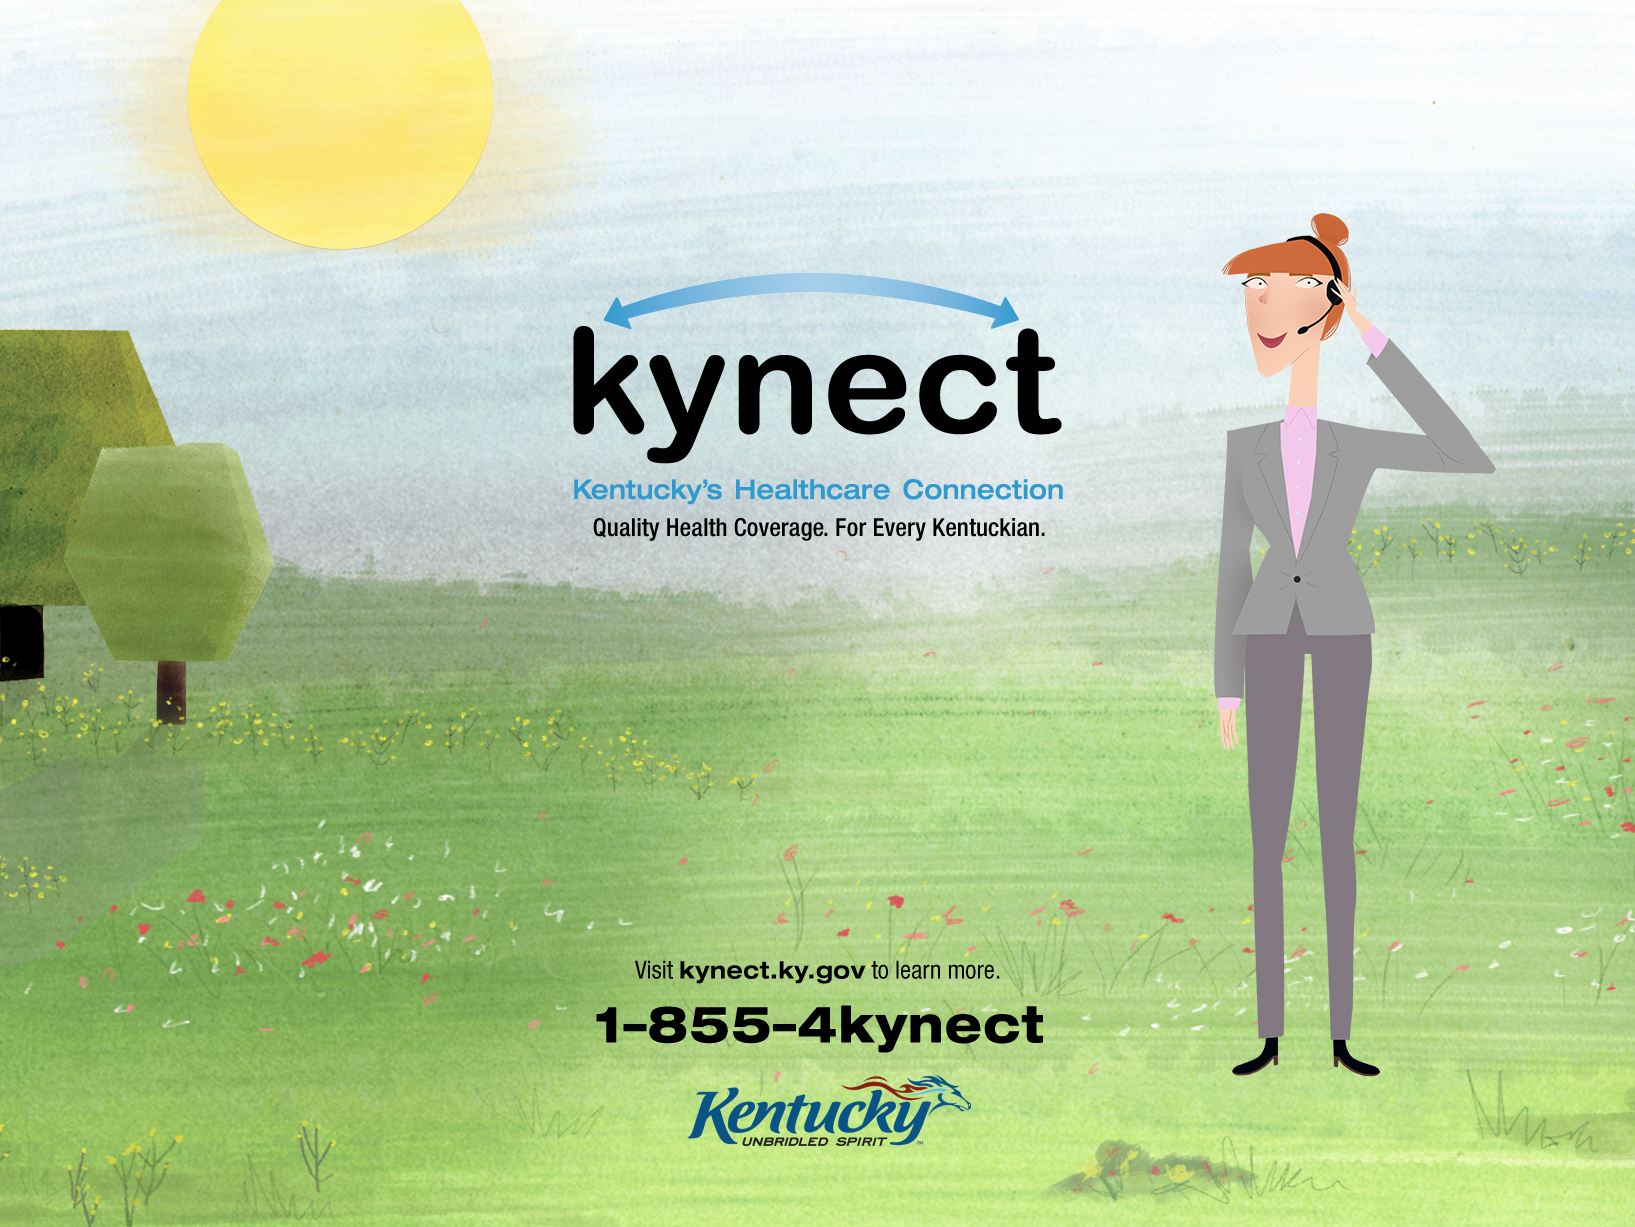 kynect
Kentucky's Healthcare Connection
Quality Health Coverage. For Every Kentuckian.
Visit kynect.ky.gov to learn more.
1-855-4kynect
Kentucky
UNBRIDLED SPIRIT™